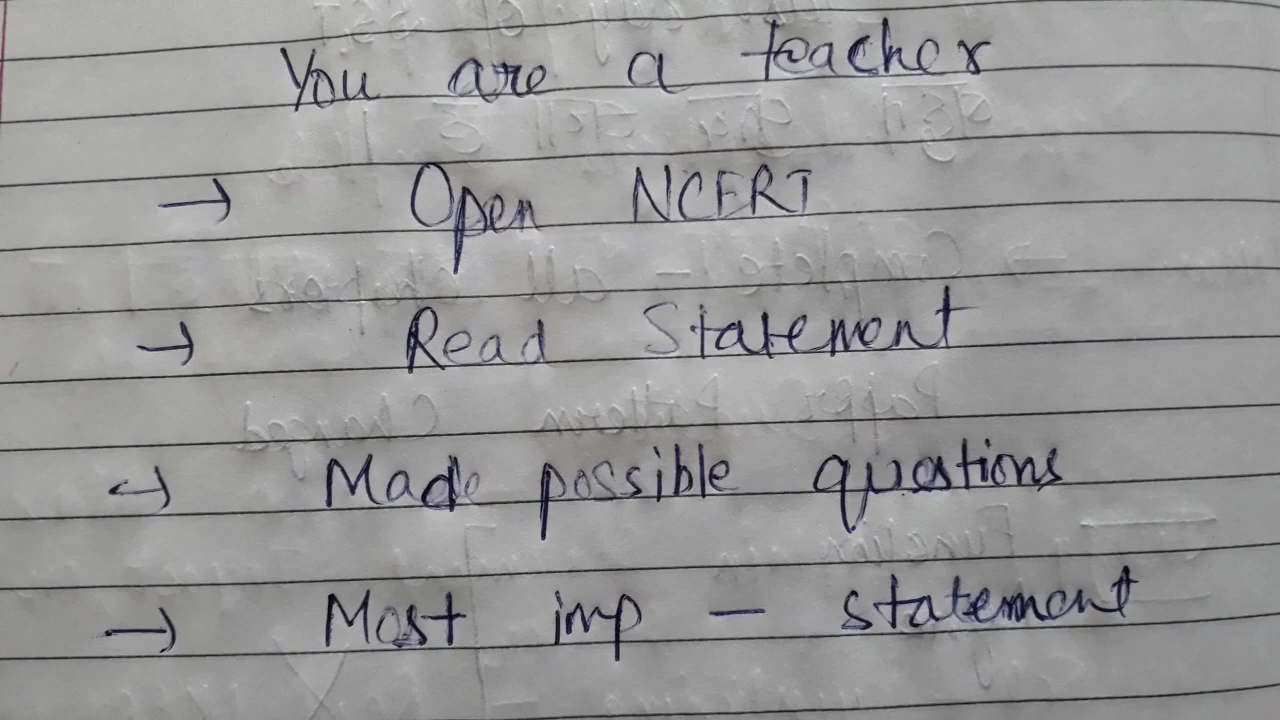 You are a teacher
→ Open NCERT
→ Read Statement
→ Made possible questions
→ Most imp - statement